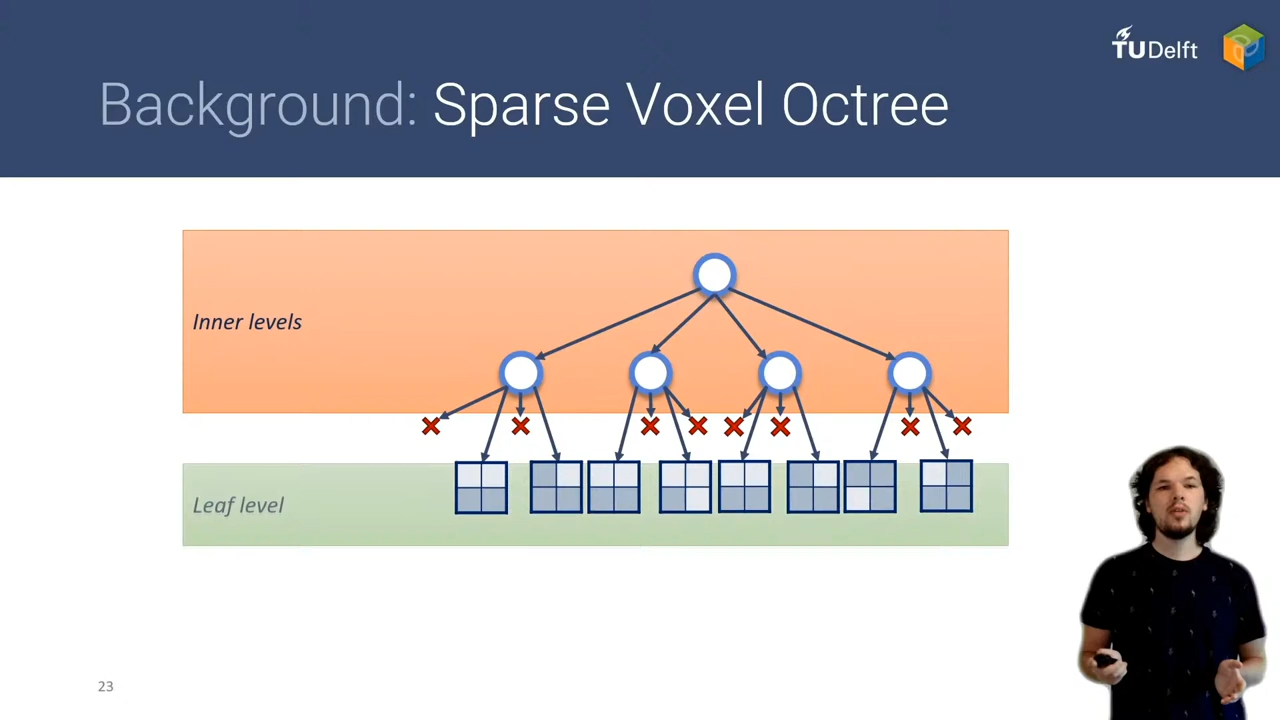 TUDelft
Background: Sparse Voxel Octree
Inner levels
Leaf level
23